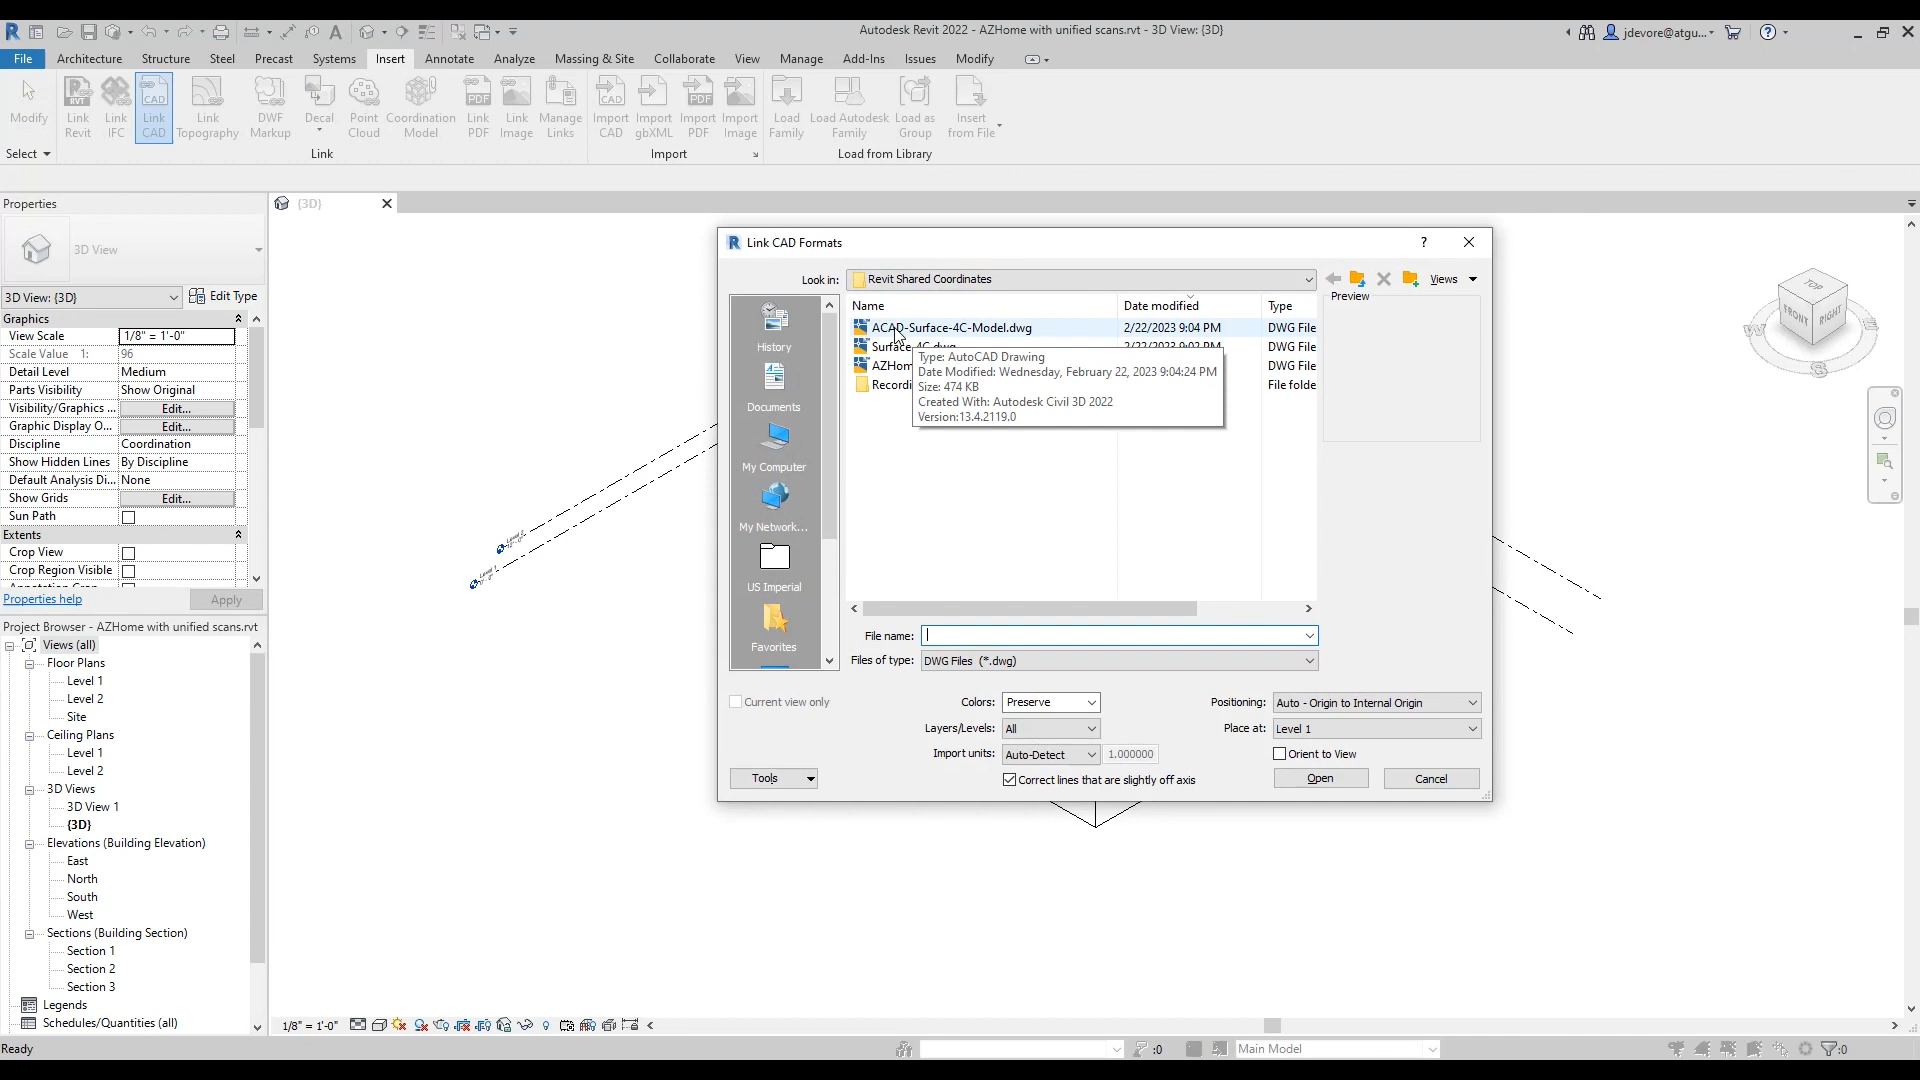 Autodesk Revit 2022 - AZHome with unified scans.rvt - 3D View: {3D}
jdevore@atgu...
File Architecture Structure Steel Precast Systems Insert Annotate Analyze Massing & Site Collaborate View Manage Add-Ins Issues Modify
Modify
Link Revit
Link IFC
Link CAD
Link Topography
DWF Markup
Decal
Point Cloud
Coordination Model
Link PDF
Link Image
Manage Links
Import CAD
Import gbXML
Import PDF
Import Image
Load Family
Load Autodesk Family
Load as Group
Insert from File
Select
Link
Import
Load from Library
Properties
{3D}
3D View
3D View: {3D}
Edit Type
Graphics
View Scale 1/8" = 1'-0"
Scale Value 1: 96
Detail Level Medium
Parts Visibility Show Original
Visibility/Graphics ... Edit...
Graphic Display O... Edit...
Discipline Coordination
Show Hidden Lines By Discipline
Default Analysis Di... None
Show Grids Edit...
Sun Path
Extents
Crop View
Crop Region Visible
Properties help
Apply
Project Browser - AZHome with unified scans.rvt
Views (all)
Floor Plans
Level 1
Level 2
Site
Ceiling Plans
Level 1
Level 2
3D Views
3D View 1
{3D}
Elevations (Building Elevation)
East
North
South
West
Sections (Building Section)
Section 1
Section 2
Section 3
Legends
Schedules/Quantities (all)
Link CAD Formats
Look in: Revit Shared Coordinates
Views
Name Date modified Type
ACAD-Surface-4C-Model.dwg 2/22/2023 9:04 PM DWG File
Surface-4C.dwg 2/22/2023 9:02 PM DWG File
AZHom DWG File
Recordi File folde
Type: AutoCAD Drawing
Date Modified: Wednesday, February 22, 2023 9:04:24 PM
Size: 474 KB
Created With: Autodesk Civil 3D 2022
Version:13.4.2119.0
Preview
History
Documents
My Computer
My Network...
US Imperial
Favorites
File name:
Files of type: DWG Files (*.dwg)
Current view only
Colors: Preserve
Layers/Levels: All
Import units: Auto-Detect 1.000000
Correct lines that are slightly off axis
Positioning: Auto - Origin to Internal Origin
Place at: Level 1
Orient to View
Tools
Open
Cancel
TOP
FRONT
RIGHT
W
S
E
1/8" = 1'-0"
Ready
:0
Main Model
:0